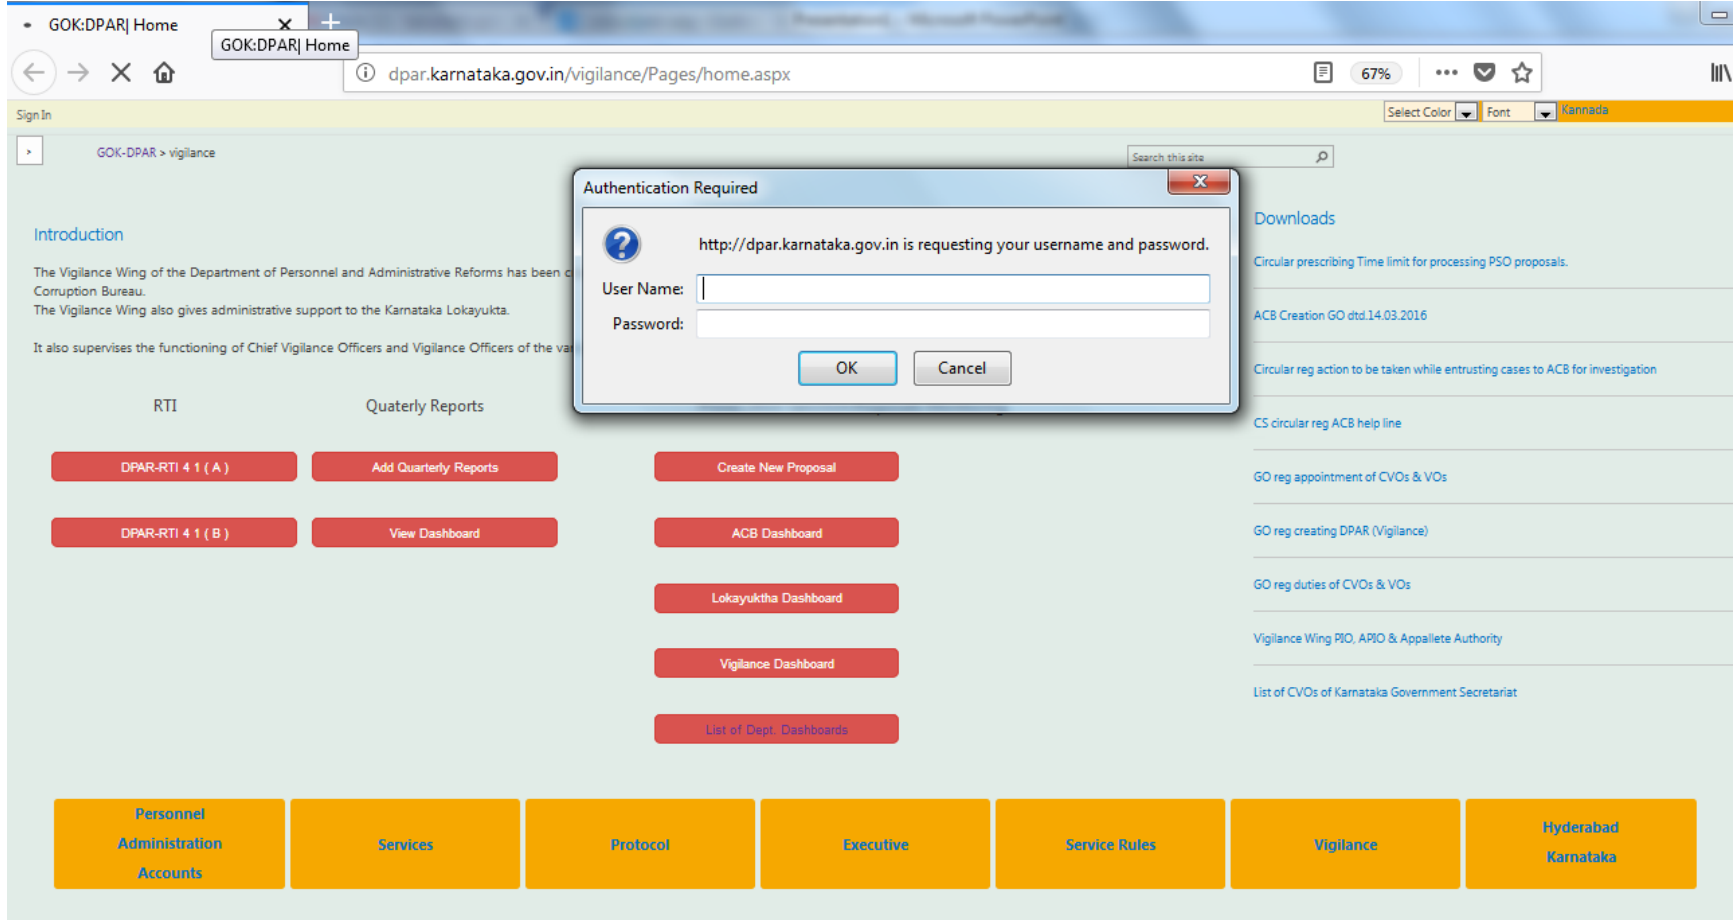 GOK:DPAR| Home
GOK:DPAR| Home
dpar.karnataka.gov.in/vigilance/Pages/home.aspx
67%
Sign In
Select Color
Font
Kannada
GOK-DPAR > vigilance
Search this site
Authentication Required
http://dpar.karnataka.gov.in is requesting your username and password.
User Name:
Password:
OK
Cancel
Introduction
The Vigilance Wing of the Department of Personnel and Administrative Reforms has been c
Corruption Bureau.
The Vigilance Wing also gives administrative support to the Karnataka Lokayukta.
It also supervises the functioning of Chief Vigilance Officers and Vigilance Officers of the va
RTI
Quaterly Reports
DPAR-RTI 4 1 ( A )
Add Quarterly Reports
Create New Proposal
DPAR-RTI 4 1 ( B )
View Dashboard
ACB Dashboard
Lokayuktha Dashboard
Vigilance Dashboard
List of Dept. Dashboards
Downloads
Circular prescribing Time limit for processing PSO proposals.
ACB Creation GO dtd.14.03.2016
Circular reg action to be taken while entrusting cases to ACB for investigation
CS circular reg ACB help line
GO reg appointment of CVOs & VOs
GO reg creating DPAR (Vigilance)
GO reg duties of CVOs & VOs
Vigilance Wing PIO, APIO & Appallete Authority
List of CVOs of Karnataka Government Secretariat
Personnel
Administration
Accounts
Services
Protocol
Executive
Service Rules
Vigilance
Hyderabad
Karnataka